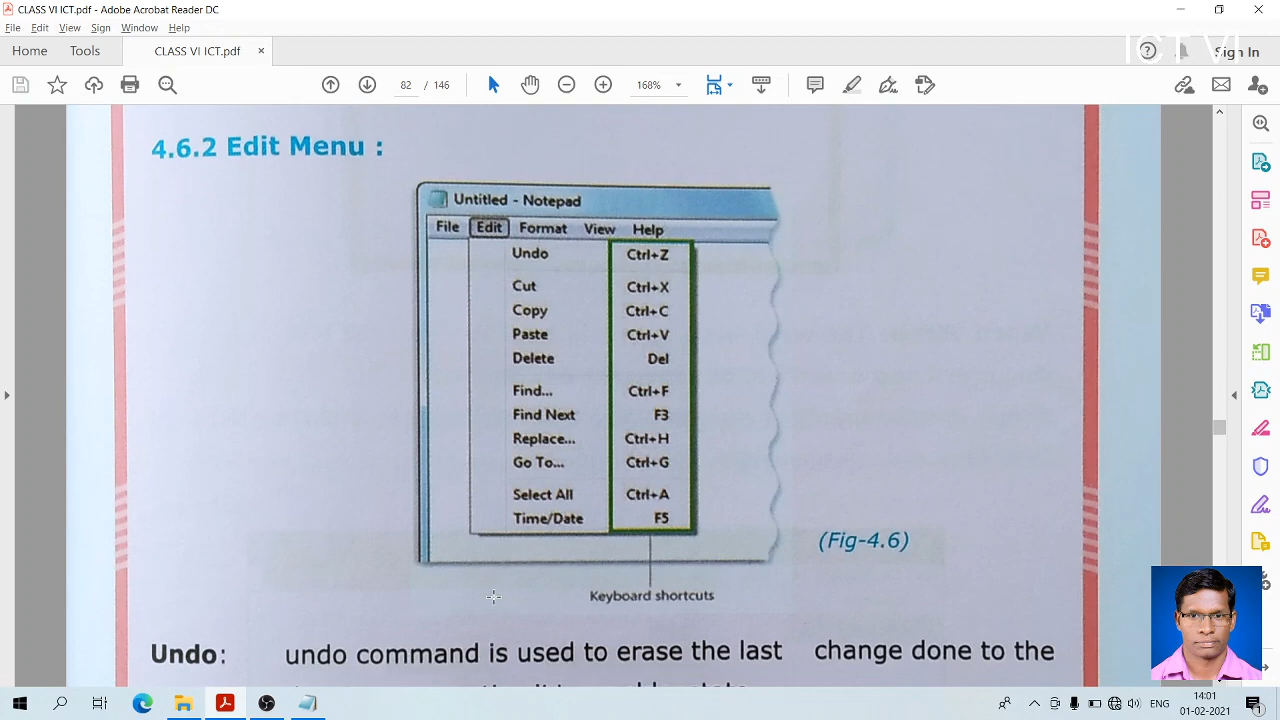 CLASS VI ICT.pdf - Adobe Acrobat Reader DC
File Edit View Sign Window Help
ICT VI
Home Tools CLASS VI ICT.pdf × Sign In
82 / 146 168%
4.6.2 Edit Menu :
Untitled - Notepad
File Edit Format View Help
Undo Ctrl+Z
Cut Ctrl+X
Copy Ctrl+C
Paste Ctrl+V
Delete Del
Find... Ctrl+F
Find Next F3
Replace... Ctrl+H
Go To... Ctrl+G
Select All Ctrl+A
Time/Date F5
(Fig-4.6)
Keyboard shortcuts
Undo: undo command is used to erase the last change done to the
ENG 14:01
01-02-2021